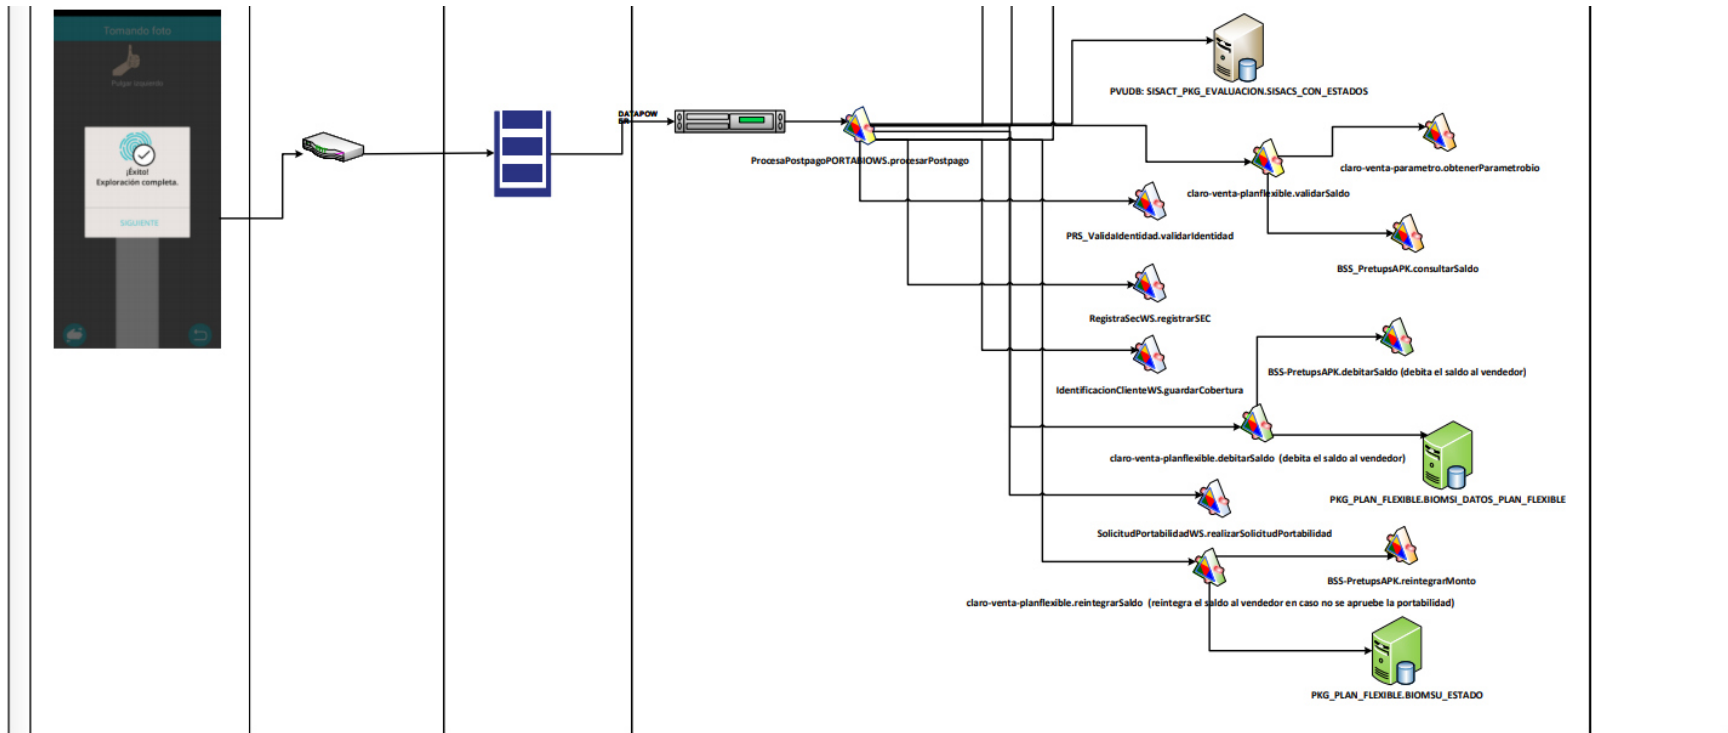 Tomando foto
Pulgar izquierdo
¡Éxito!
Exploración completa.
SIGUIENTE
DATAPOW
ER
ProcesaPostpagoPORTABIOWS.procesarPostpago
PVUDB: SISACT_PKG_EVALUACION.SISACS_CON_ESTADOS
claro-venta-parametro.obtenerParametrobio
claro-venta-planflexible.validarSaldo
PRS_ValidaIdentidad.validarIdentidad
BSS_PretupsAPK.consultarSaldo
RegistraSecWS.registrarSEC
BSS-PretupsAPK.debitarSaldo (debita el saldo al vendedor)
IdentificacionClienteWS.guardarCobertura
claro-venta-planflexible.debitarSaldo (debita el saldo al vendedor)
PKG_PLAN_FLEXIBLE.BIOMSI_DATOS_PLAN_FLEXIBLE
SolicitudPortabilidadWS.realizarSolicitudPortabilidad
BSS-PretupsAPK.reintegrarMonto
claro-venta-planflexible.reintegrarSaldo (reintegra el saldo al vendedor en caso no se apruebe la portabilidad)
PKG_PLAN_FLEXIBLE.BIOMSU_ESTADO